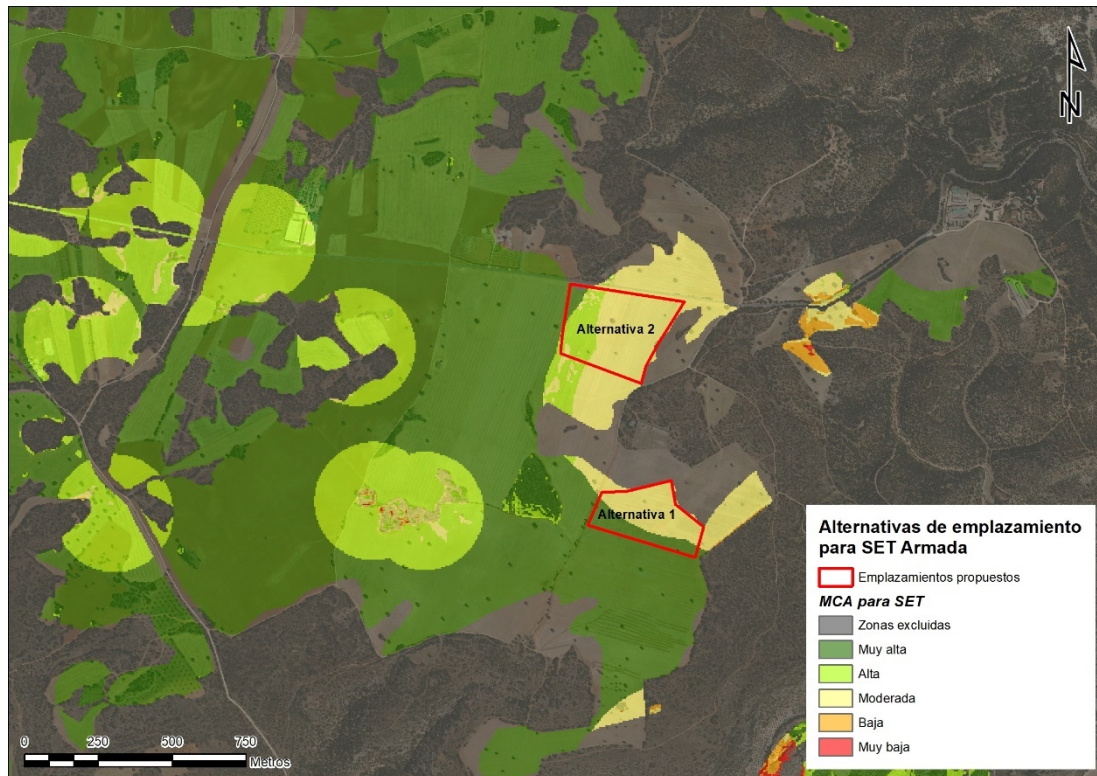 N
Alternativa 2
Alternativa 1
Alternativas de emplazamiento
para SET Armada
Emplazamientos propuestos
MCA para SET
Zonas excluidas
Muy alta
Alta
Moderada
Baja
Muy baja
0 250 500 750
Metros